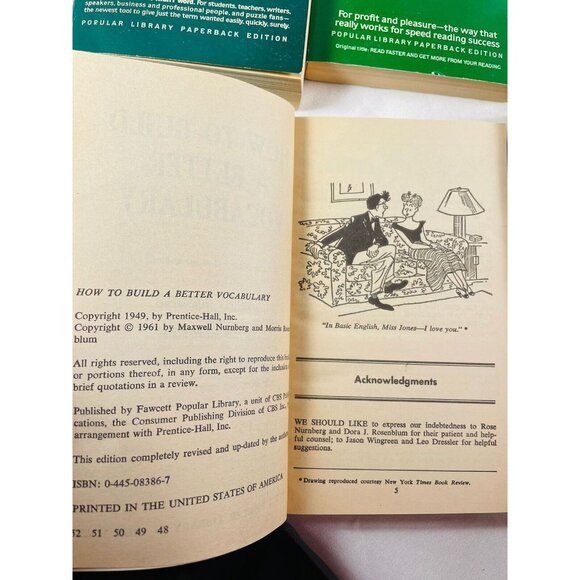 word. For students, teachers, writers,
speakers, business and professional people, and puzzle fans—
the newest tool to give just the term wanted easily, quickly, surely.
POPULAR LIBRARY PAPERBACK EDITION
For profit and pleasure—the way that
really works for speed reading success
POPULAR LIBRARY PAPERBACK EDITION
Original title: READ FASTER AND GET MORE FROM YOUR READING
HOW TO BUILD A BETTER VOCABULARY
Copyright 1949, by Prentice-Hall, Inc.
Copyright © 1961 by Maxwell Nurnberg and Morris Rosen
blum
All rights reserved, including the right to reproduce this
or portions thereof, in any form, except for the inclusion
brief quotations in a review.
Published by Fawcett Popular Library, a unit of CBS
cations, the Consumer Publishing Division of CBS Inc.
arrangement with Prentice-Hall, Inc.
This edition completely revised and up-dated by the
ISBN: 0-445-08386-7
PRINTED IN THE UNITED STATES OF AMERICA
52 51 50 49 48
"In Basic English, Miss Jones—I love you." *
Acknowledgments
WE SHOULD LIKE to express our indebtedness to Rose
Nurnberg and Dora J. Rosenblum for their patient and help-
ful counsel; to Jason Wingreen and Leo Dressler for helpful
suggestions.
* Drawing reproduced courtesy New York Times Book Review.
5